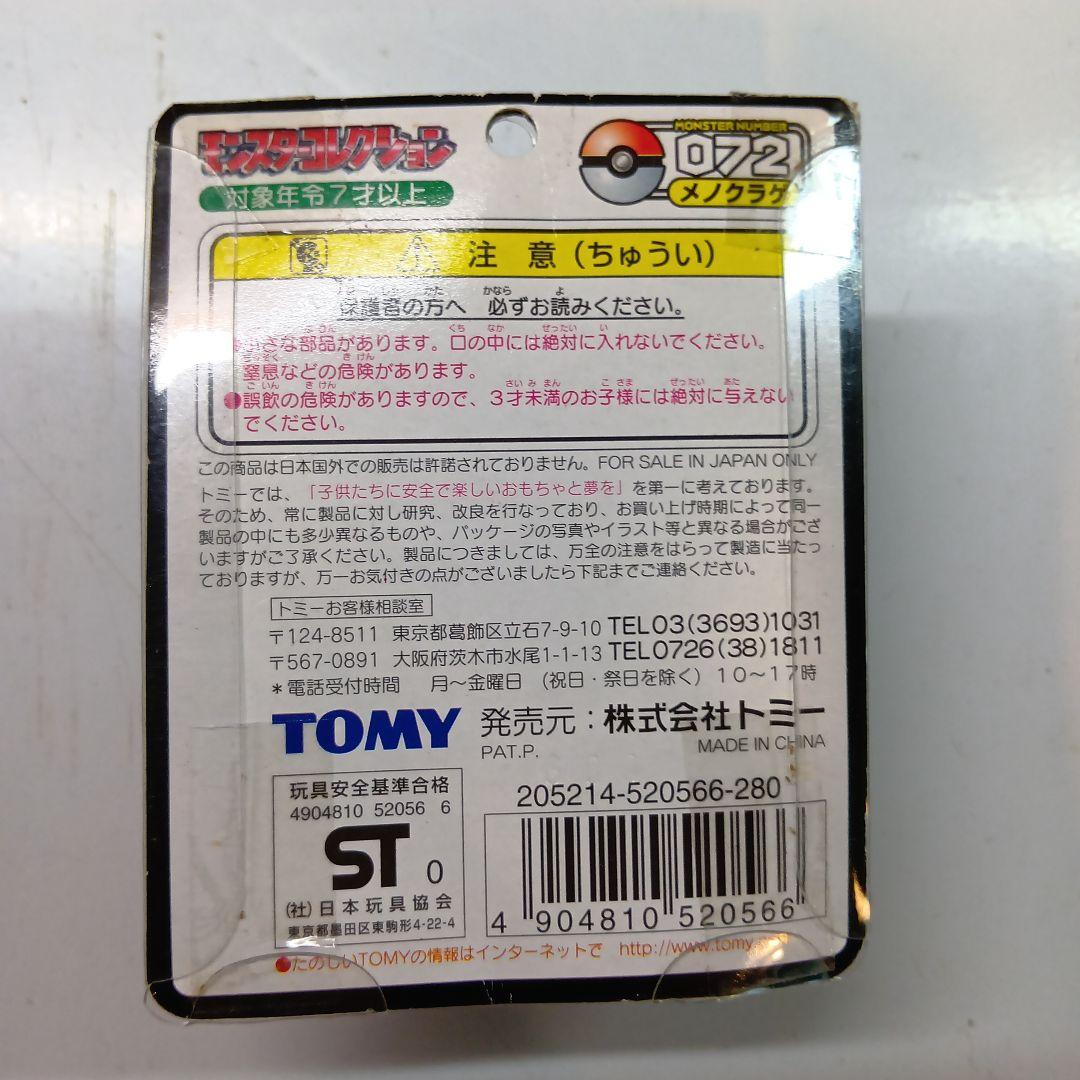 モンスターコレクション
対象年令7才以上
MONSTER NUMBER
072
メノクラゲ
注 意 (ちゅうい)
保護者の方へ 必ずお読みください。
●小さな部品があります。口の中には絶対に入れないでください。
窒息などの危険があります。
●誤飲の危険がありますので、3才未満のお子様には絶対に与えない
でください。
この商品は日本国外での販売は許諾されておりません。FOR SALE IN JAPAN ONLY
トミーでは、「子供たちに安全で楽しいおもちゃと夢を」を第一に考えております。
そのため、常に製品に対し研究、改良を行なっており、お買い上げ時期によって同一
製品の中にも多少異なるものや、パッケージの写真やイラスト等と異なる場合がござ
いますがご了承ください。製品につきましては、万全の注意をはらって製造に当たっ
ておりますが、万一お気付きの点がございましたら下記までご連絡ください。
トミーお客様相談室
〒124-8511 東京都葛飾区立石7-9-10 TEL03(3693)1031
〒567-0891 大阪府茨木市水尾1-1-13 TEL0726(38)1811
*電話受付時間 月〜金曜日 (祝日・祭日を除く) 10〜17時
TOMY 発売元:株式会社トミー
PAT.P. MADE IN CHINA
玩具安全基準合格
4904810 52056 6
ST 0
(社)日本玩具協会
東京都墨田区東駒形4-22-4
205214-520566-280
4 904810 520566
●たのしいTOMYの情報はインターネットで http://www.tomy.